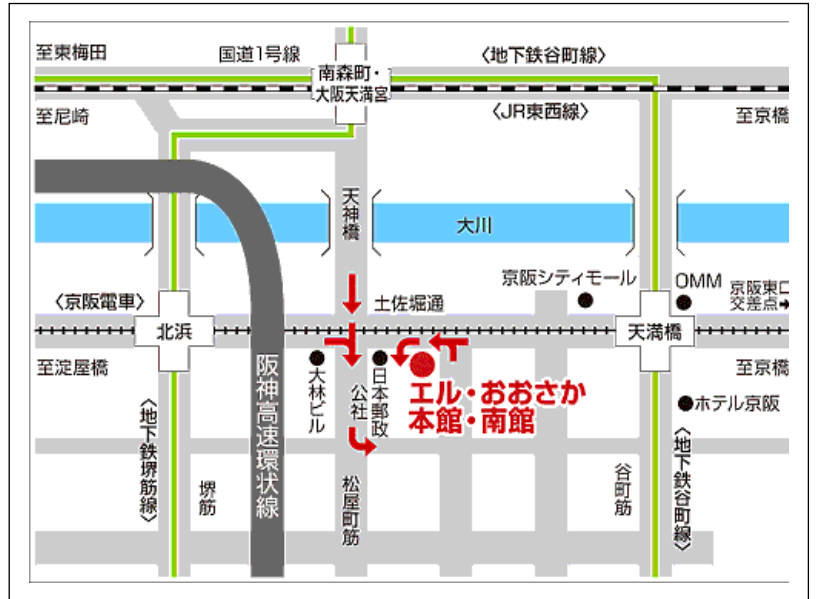 至東梅田
国道1号線
〈地下鉄谷町線〉
南森町・
大阪天満宮
至尼崎
〈JR東西線〉
至京橋
天神橋
大川
京阪シティモール
OMM
京阪東口
交差点➔
〈京阪電車〉
土佐堀通
北浜
天満橋
至淀屋橋
大林ビル
公社
日本郵政
エル・おおさか
本館・南館
至京橋
ホテル京阪
阪神高速環状線
〈地下鉄堺筋線〉
堺筋
松屋町筋
谷町筋
〈地下鉄谷町線〉